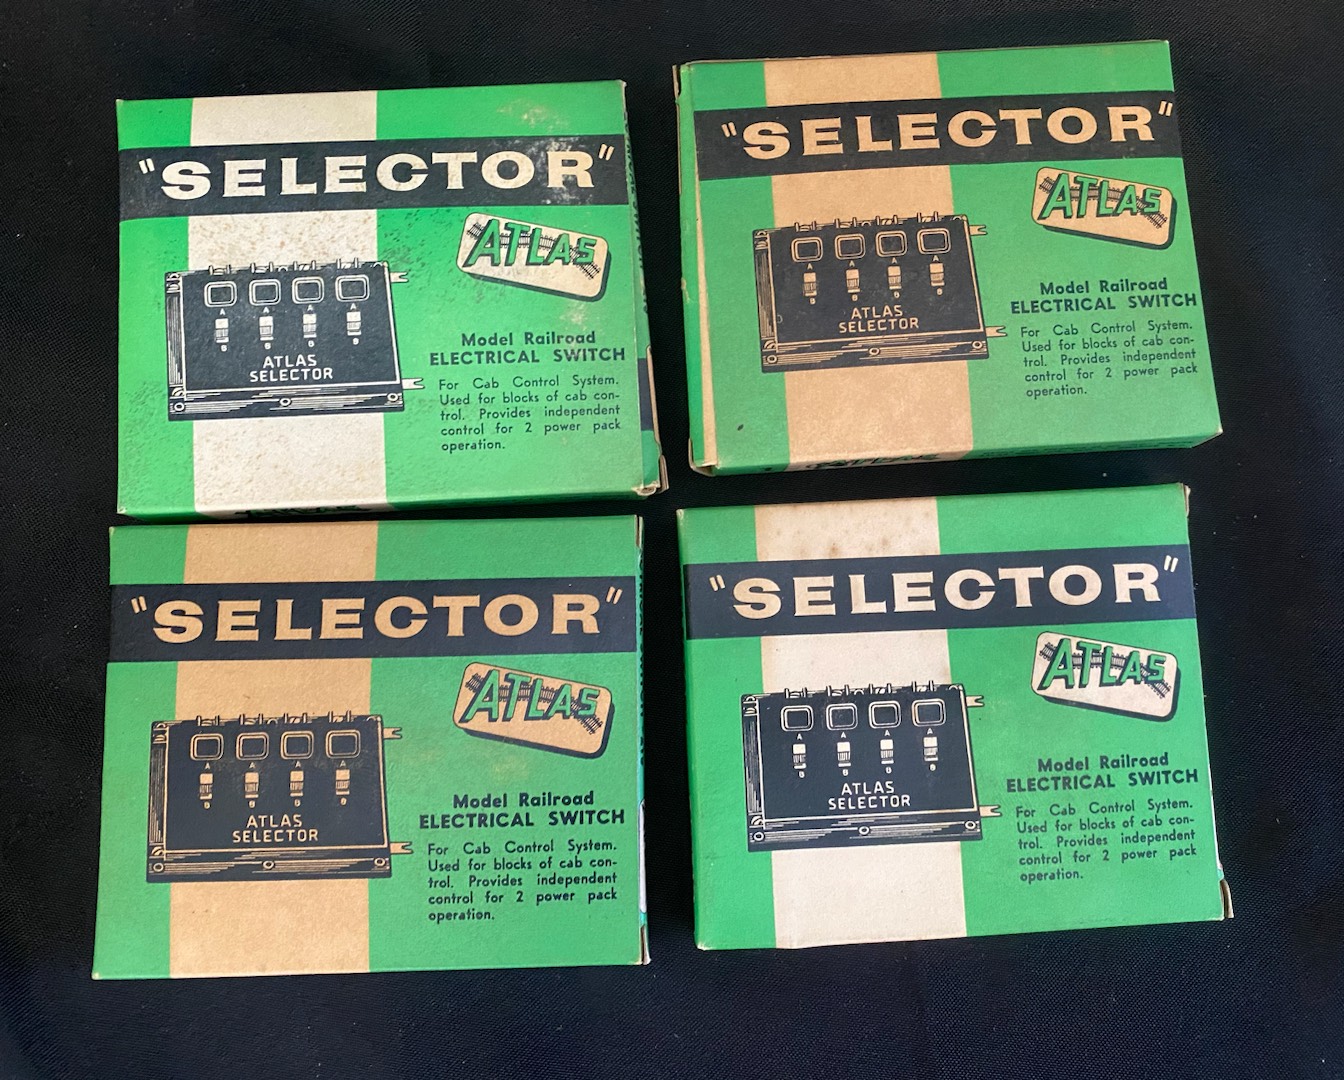 "SELECTOR"
ATLAS
A A A A
B B B B
ATLAS
SELECTOR
Model Railroad
ELECTRICAL SWITCH
For Cab Control System.
Used for blocks of cab con-
trol. Provides independent
control for 2 power pack
operation.
"SELECTOR"
ATLAS
A A A A
B B B B
ATLAS
SELECTOR
Model Railroad
ELECTRICAL SWITCH
For Cab Control System.
Used for blocks of cab con-
trol. Provides independent
control for 2 power pack
operation.
"SELECTOR"
ATLAS
A A A A
B B B B
ATLAS
SELECTOR
Model Railroad
ELECTRICAL SWITCH
For Cab Control System.
Used for blocks of cab con-
trol. Provides independent
control for 2 power pack
operation.
"SELECTOR"
ATLAS
A A A A
B B B B
ATLAS
SELECTOR
Model Railroad
ELECTRICAL SWITCH
For Cab Control System.
Used for blocks of cab con-
trol. Provides independent
control for 2 power pack
operation.